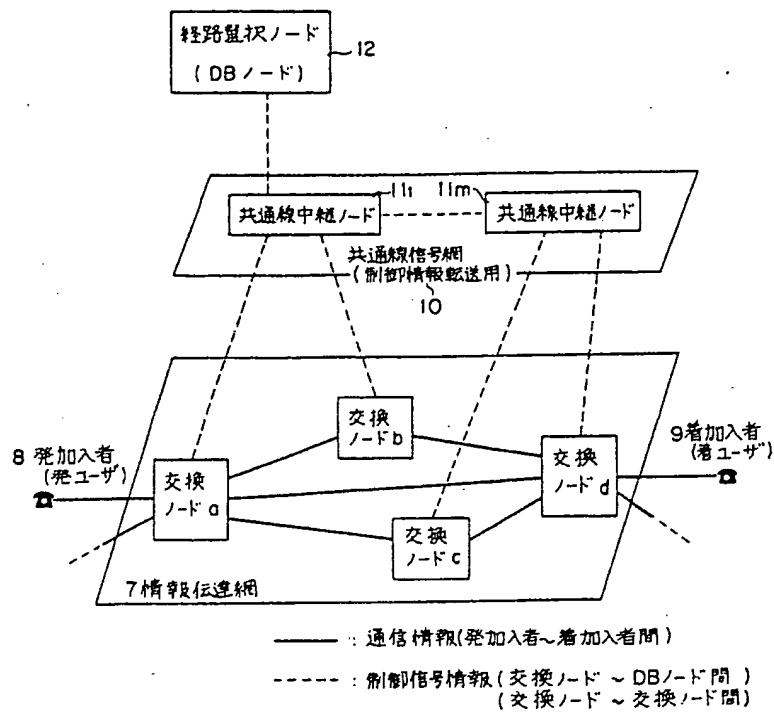 経路選択ノード
(DBノード)
12
11i 11m
共通線中継ノード
共通線中継ノード
共通線信号網
(制御情報転送用)
10
交換
ノードb
8 発加入者
(発ユーザ)
9着加入者
(着ユーザ)
交換
ノードa
交換
ノードd
交換
ノードc
7情報伝達網
——— : 通信情報(発加入者~着加入者間)
----- : 制御信号情報(交換ノード ~ DBノード間)
(交換ノード ~ 交換ノード間)